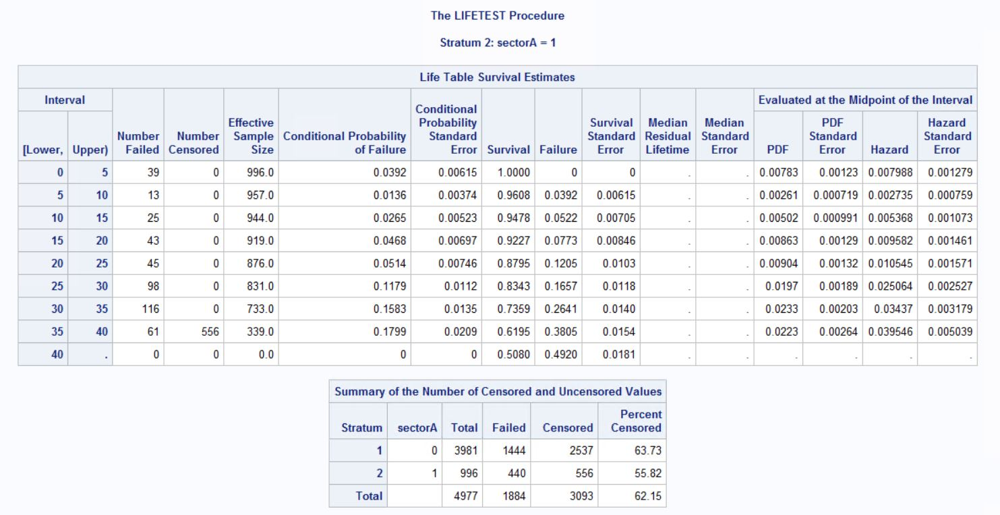 The LIFETEST Procedure
Stratum 2: sectorA = 1
Life Table Survival Estimates
Interval Evaluated at the Midpoint of the Interval
[Lower, Upper) Number Failed Number Censored Effective Sample Size Conditional Probability of Failure Conditional Probability Standard Error Survival Failure Survival Standard Error Median Residual Lifetime Median Standard Error PDF PDF Standard Error Hazard Hazard Standard Error
0 5 39 0 996.0 0.0392 0.00615 1.0000 0 0 . . 0.00783 0.00123 0.007988 0.001279
5 10 13 0 957.0 0.0136 0.00374 0.9608 0.0392 0.00615 . . 0.00261 0.000719 0.002735 0.000759
10 15 25 0 944.0 0.0265 0.00523 0.9478 0.0522 0.00705 . . 0.00502 0.000991 0.005368 0.001073
15 20 43 0 919.0 0.0468 0.00697 0.9227 0.0773 0.00846 . . 0.00863 0.00129 0.009582 0.001461
20 25 45 0 876.0 0.0514 0.00746 0.8795 0.1205 0.0103 . . 0.00904 0.00132 0.010545 0.001571
25 30 98 0 831.0 0.1179 0.0112 0.8343 0.1657 0.0118 . . 0.0197 0.00189 0.025064 0.002527
30 35 116 0 733.0 0.1583 0.0135 0.7359 0.2641 0.0140 . . 0.0233 0.00203 0.03437 0.003179
35 40 61 556 339.0 0.1799 0.0209 0.6195 0.3805 0.0154 . . 0.0223 0.00264 0.039546 0.005039
40 . 0 0 0.0 0 0 0.5080 0.4920 0.0181 . . . . . .
Summary of the Number of Censored and Uncensored Values
Stratum sectorA Total Failed Censored Percent Censored
1 0 3981 1444 2537 63.73
2 1 996 440 556 55.82
Total 4977 1884 3093 62.15